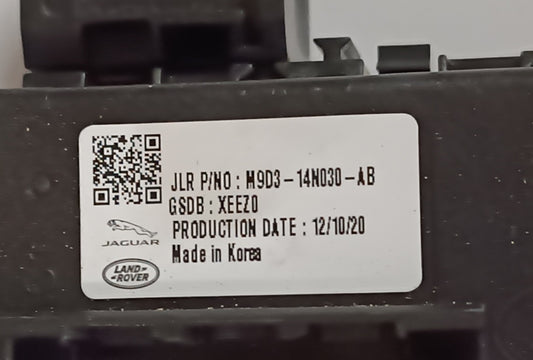 JLR P/NO : M9D3-14N030-AB
GSDB : XEEZ0
PRODUCTION DATE : 12/10/20
Made in Korea
JAGUAR
LAND-
-ROVER